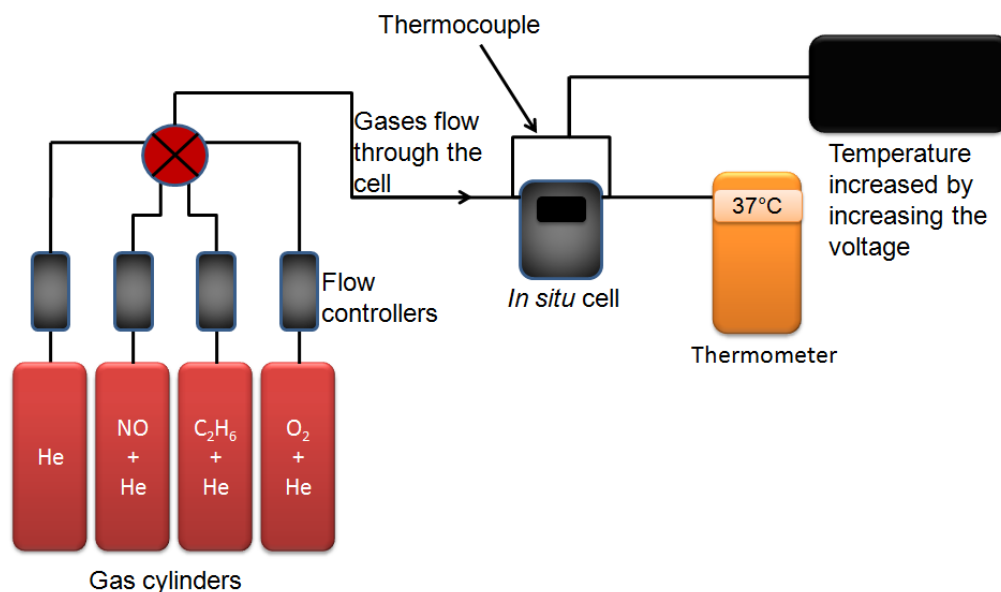 Thermocouple
Gases flow
through the
cell
Temperature
increased by
increasing the
voltage
37°C
In situ cell
Flow
controllers
Thermometer
He
NO
+
He
C₂H₆
+
He
O₂
+
He
Gas cylinders